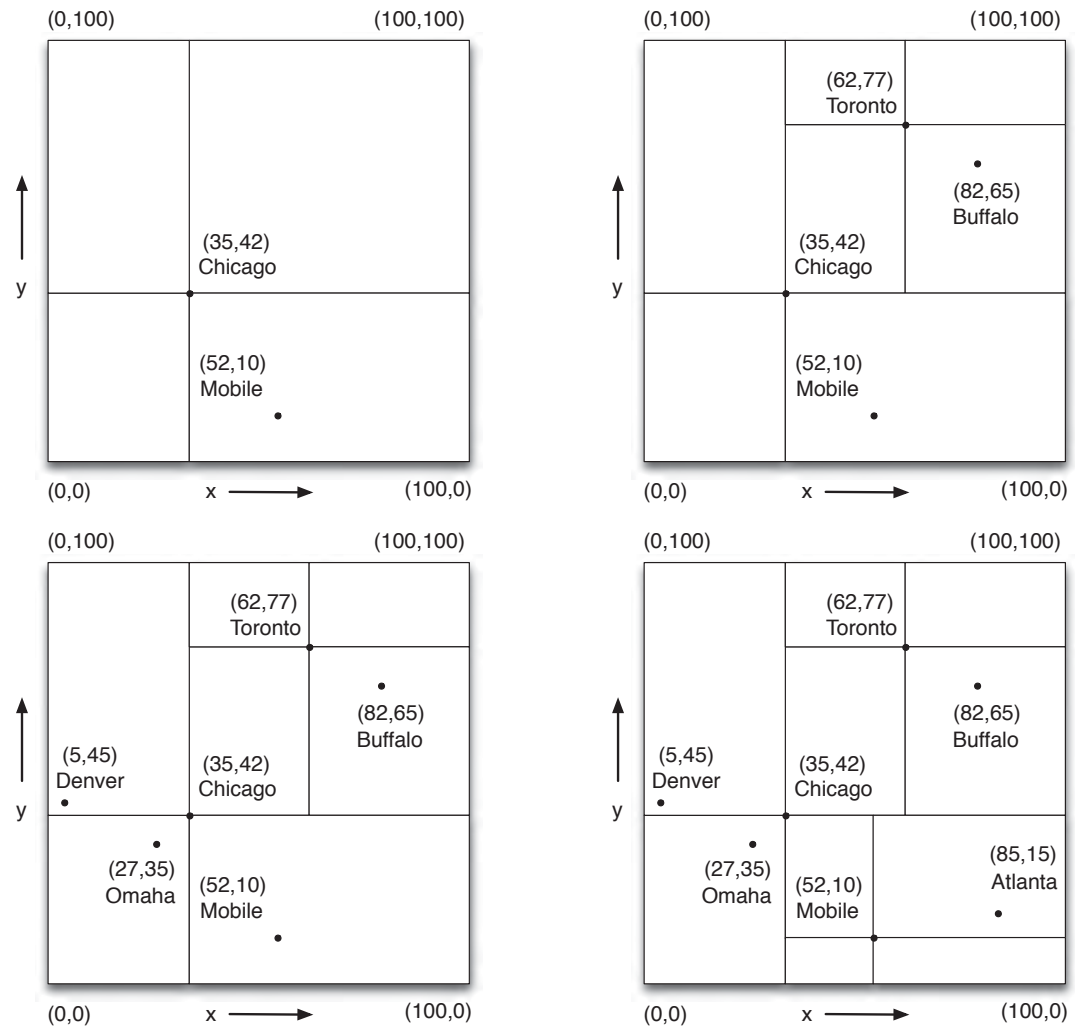 (0,100) (100,100)
(35,42)
Chicago
y
(52,10)
Mobile
(0,0) x (100,0)
(0,100) (100,100)
(62,77)
Toronto
(82,65)
Buffalo
(35,42)
Chicago
y
(52,10)
Mobile
(0,0) x (100,0)
(0,100) (100,100)
(62,77)
Toronto
(82,65)
Buffalo
(5,45)
Denver
(35,42)
Chicago
y
(27,35)
Omaha
(52,10)
Mobile
(0,0) x (100,0)
(0,100) (100,100)
(62,77)
Toronto
(82,65)
Buffalo
(5,45)
Denver
(35,42)
Chicago
y
(85,15)
Atlanta
(27,35)
Omaha
(52,10)
Mobile
(0,0) x (100,0)